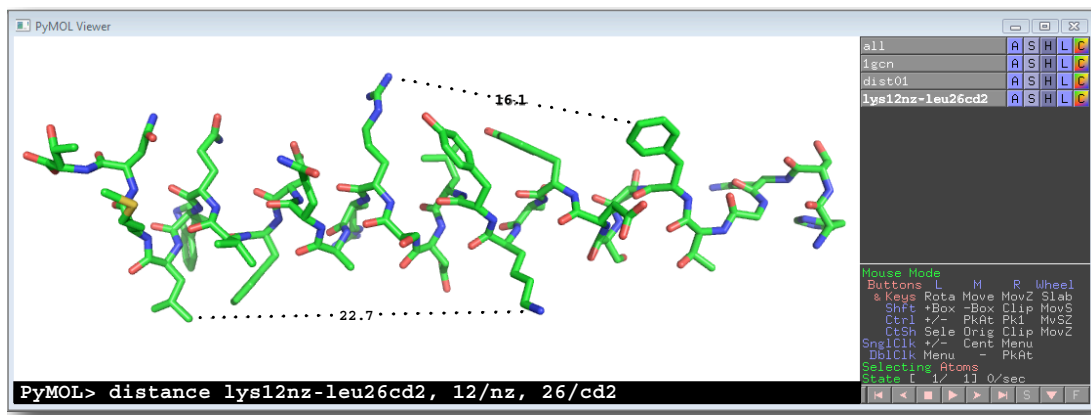 PyMOL Viewer
all A S H L C
1gcn A S H L C
dist01 A S H L C
lys12nz-leu26cd2 A S H L C
16.1
22.7
Mouse Mode
Buttons L M R Wheel
& Keys Rota Move MovZ Slab
Shft +Box -Box Clip MovS
Ctrl +/- PkAt Pk1 MvSZ
CtSh Sele Orig Clip MovZ
SnglClk +/- Cent Menu
DblClk Menu - PkAt
Selecting Atoms
State [ 1/ 1] 0/sec
S F
PyMOL> distance lys12nz-leu26cd2, 12/nz, 26/cd2